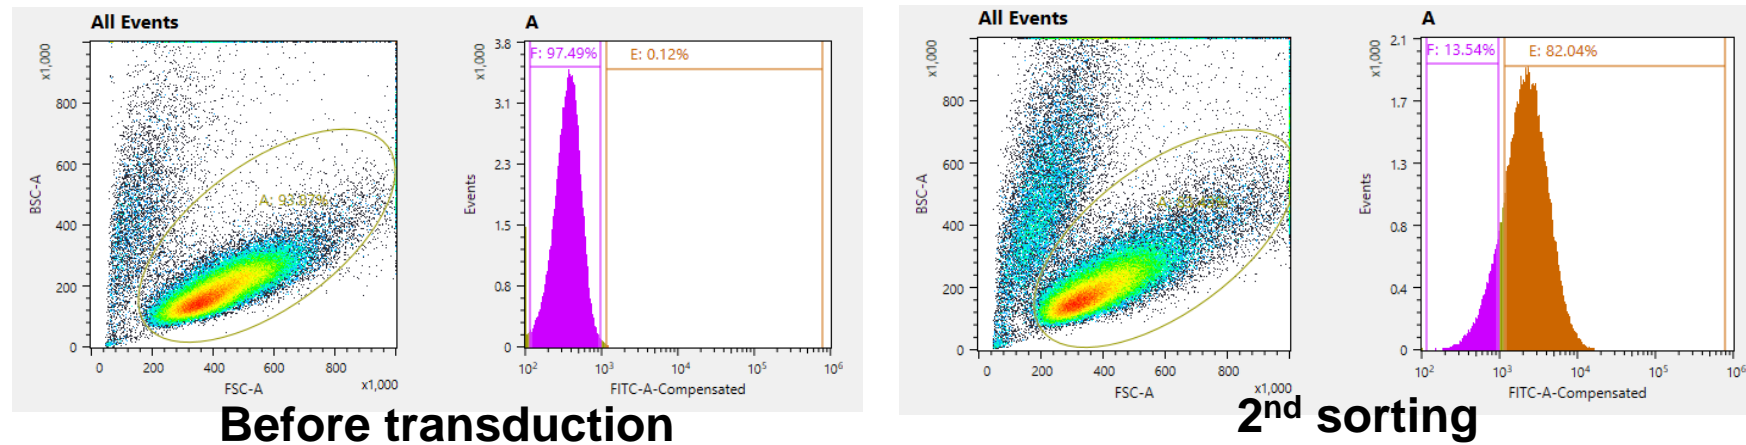 All Events
x1,000
800
600
400
200
0
BSC-A
A: 93.87%
0 200 400 600 800
x1,000
FSC-A
A
x1,000
3.8
3.1
2.3
1.5
0.8
0
Events
F: 97.49%
E: 0.12%
10² 10³ 10⁴ 10⁵ 10⁶
FITC-A-Compensated
Before transduction
All Events
x1,000
800
600
400
200
0
BSC-A
A:
0 200 400 600 800
x1,000
FSC-A
A
x1,000
2.1
1.7
1.3
0.8
0.4
0
Events
F: 13.54%
E: 82.04%
10² 10³ 10⁴ 10⁵ 10⁶
FITC-A-Compensated
2ⁿᵈ sorting